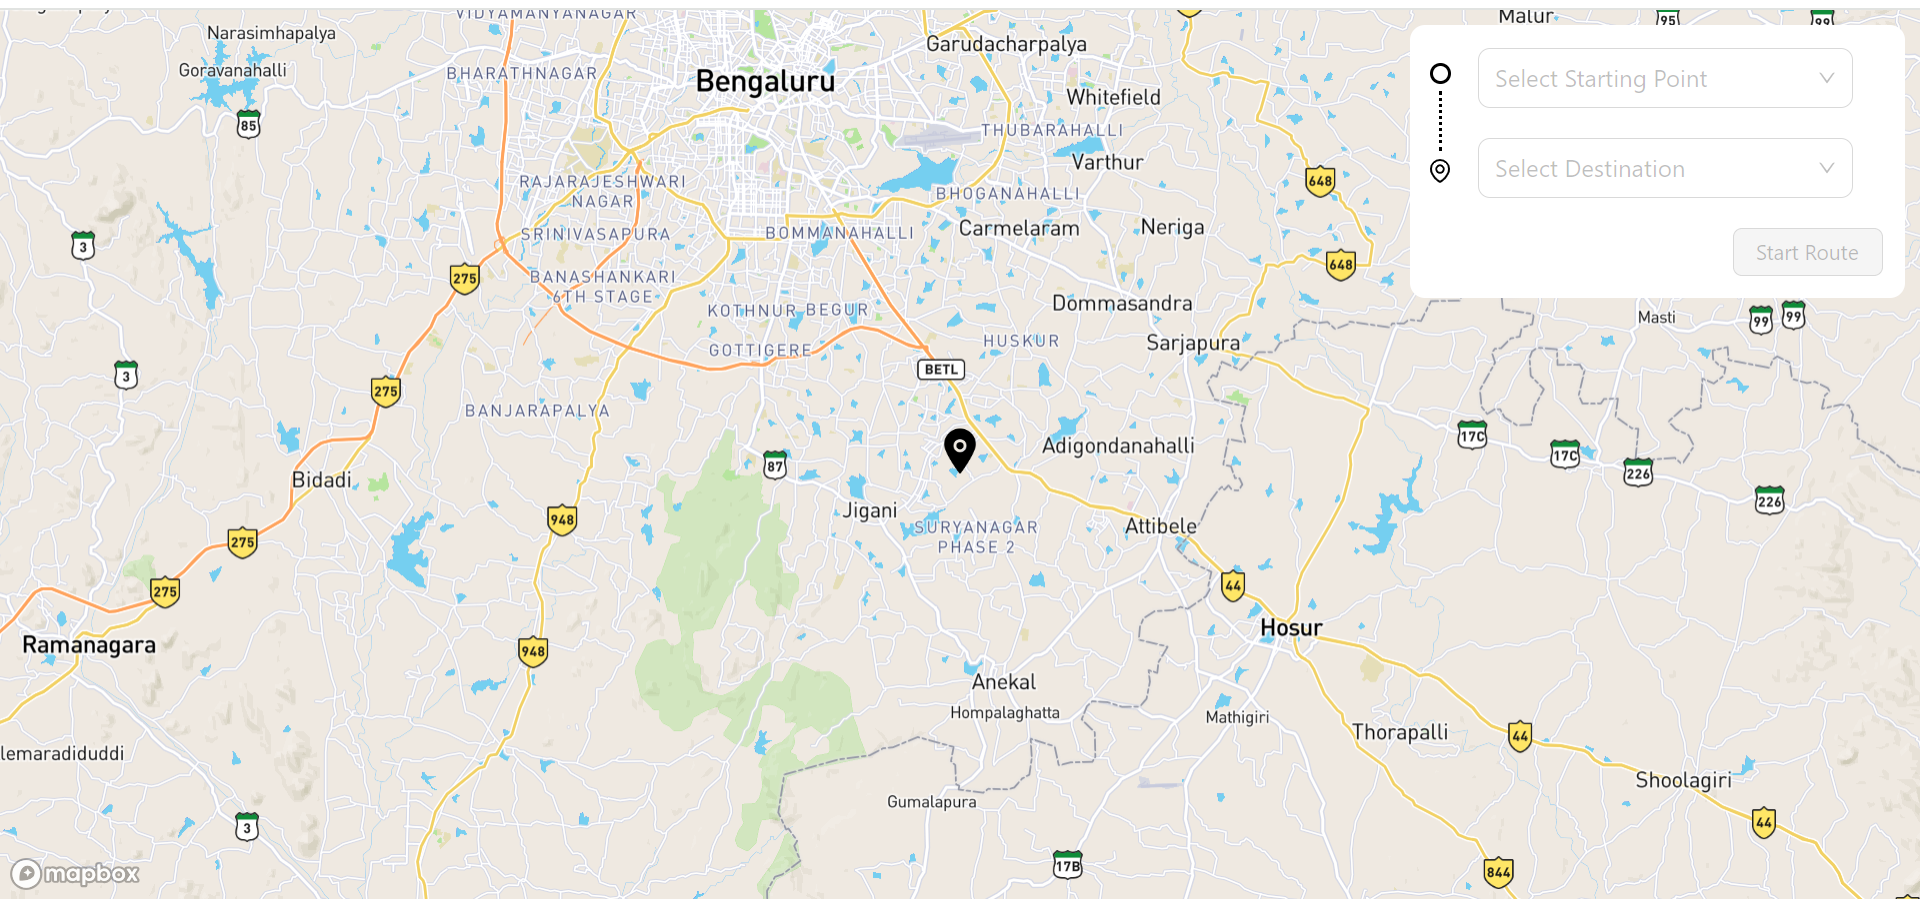 VIDYAMANYANAGAR
Malur
95
99
Narasimhapalya
Garudacharpalya
Goravanahalli
BHARATHNAGAR
Bengaluru
Select Starting Point
Whitefield
85
THUBARAHALLI
Varthur
Select Destination
RAJARAJESHWARI
NAGAR
648
BHOGANAHALLI
SRINIVASAPURA
BOMMANAHALLI
Carmelaram
Neriga
3
Start Route
275
BANASHANKARI
6TH STAGE
648
KOTHNUR
BEGUR
Dommasandra
Masti
99
99
GOTTIGERE
HUSKUR
Sarjapura
3
BETL
275
BANJARAPALYA
17C
Adigondanahalli
17C
87
226
Bidadi
226
Jigani
948
SURYANAGAR
PHASE 2
Attibele
275
275
44
Hosur
Ramanagara
948
Anekal
Hompalaghatta
Mathigiri
Thorapalli
44
lemaradiduddi
Shoolagiri
Gumalapura
3
44
17B
844
mapbox